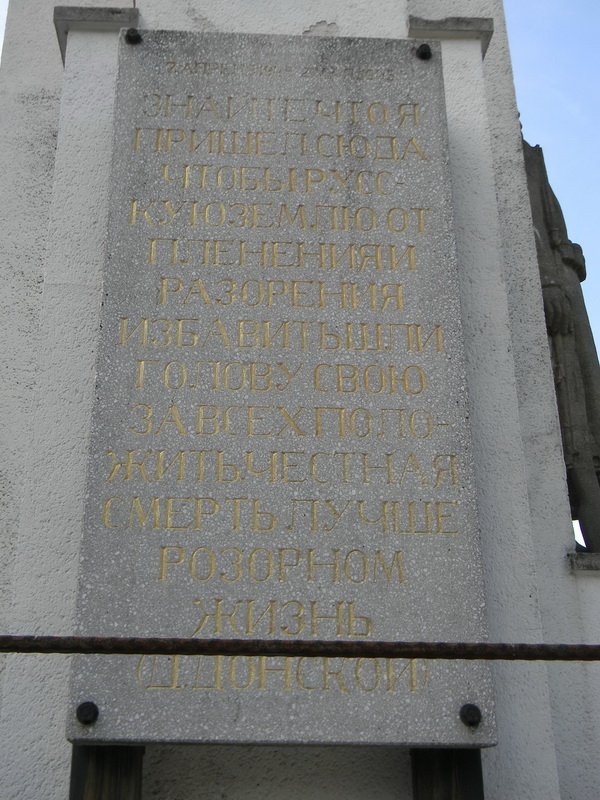 ЗНАИТЕ ЧТО Я
ПРИШЕЛ СЮДА
ЧТОБЫ РУСС-
КУЮ ЗЕМЛЮ ОТ
ПЛЕНЕНИЯ И
РАЗОРЕНИЯ
ИЗБАВИТЬ ШЛИ
ГОЛОВУ СВОЮ
ЗА ВСЕХ ПОЛО-
ЖИТЬ ЧЕСТНАЯ
СМЕРТЬ ЛУЧШЕ
РОЗОРНОМ
ЖИЗНЬ
(Д. ДОНСКОЙ)